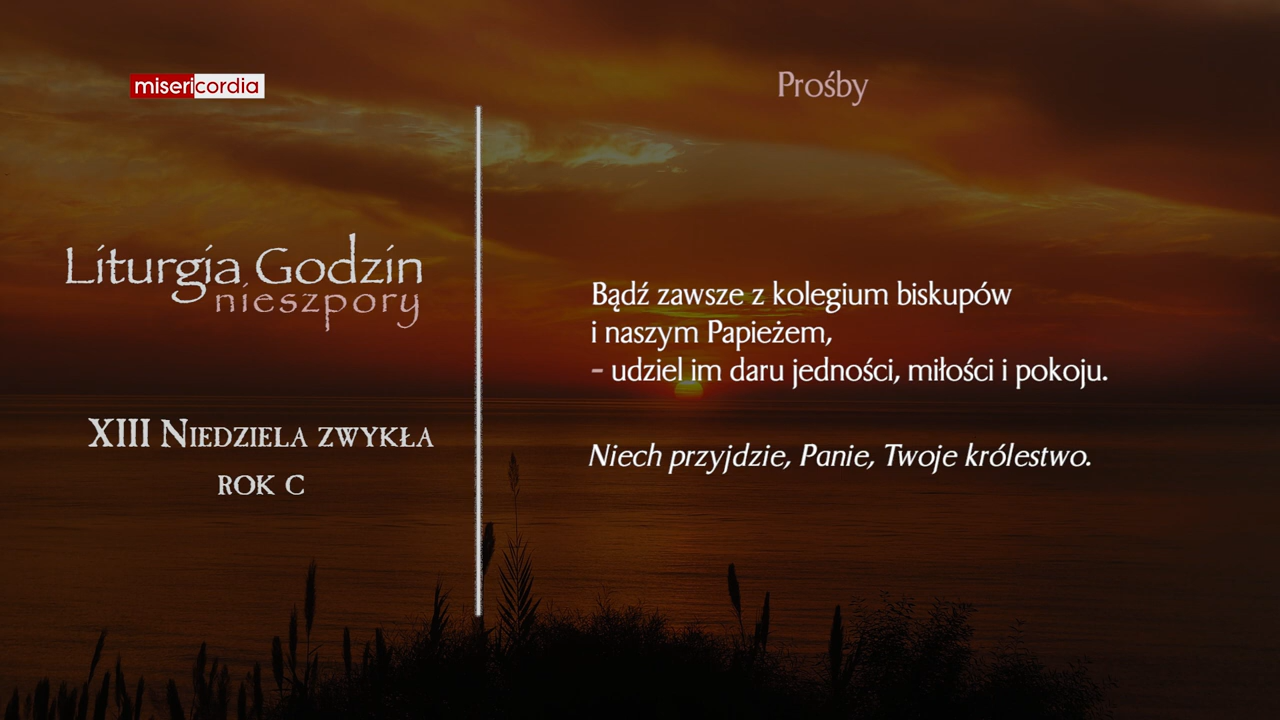 misericordia
Liturgia Godzin
nieszpory
XIII Niedziela zwykła
rok C
Prośby
Bądź zawsze z kolegium biskupów
i naszym Papieżem,
– udziel im daru jedności, miłości i pokoju.
Niech przyjdzie, Panie, Twoje królestwo.